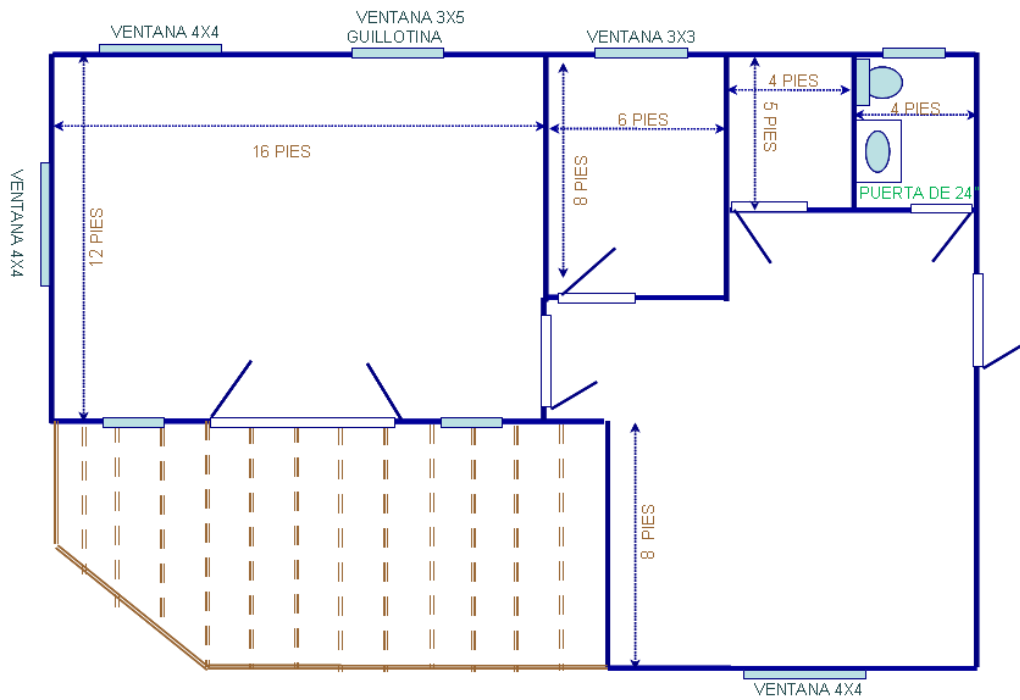 VENTANA 4X4
VENTANA 3X5
GUILLOTINA
VENTANA 3X3
4 PIES
4 PIES
5 PIES
6 PIES
8 PIES
16 PIES
12 PIES
VENTANA 4X4
PUERTA DE 24"
8 PIES
VENTANA 4X4